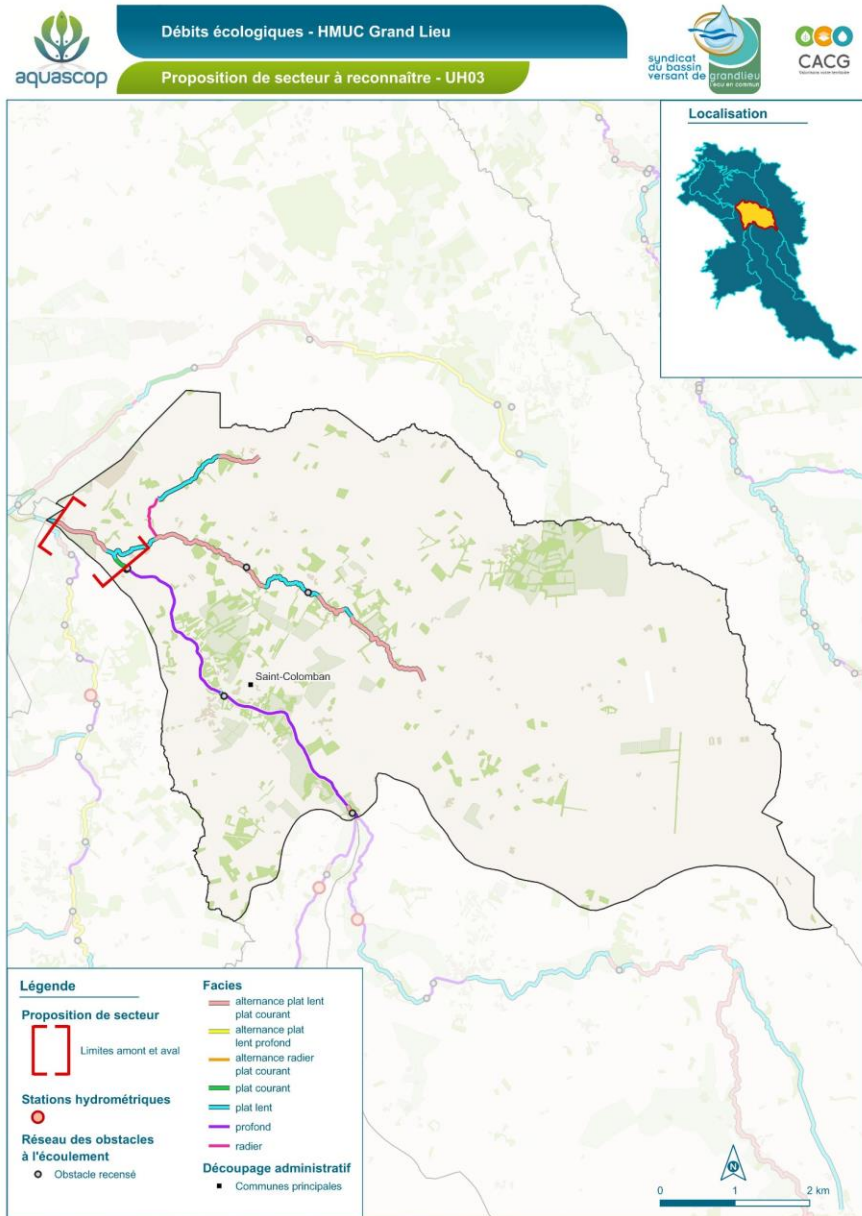 aquascop
Débits écologiques - HMUC Grand Lieu
Proposition de secteur à reconnaître - UH03
syndicat
du bassin
versant de
grandlieu
l'eau en commun
CACG
Localisation
Saint-Colomban
Légende
Proposition de secteur
Limites amont et aval
Stations hydrométriques
Réseau des obstacles
à l'écoulement
Obstacle recensé
Facies
alternance plat lent
plat courant
alternance plat
lent profond
alternance radier
plat courant
plat courant
plat lent
profond
radier
Découpage administratif
Communes principales
N
0 1 2 km